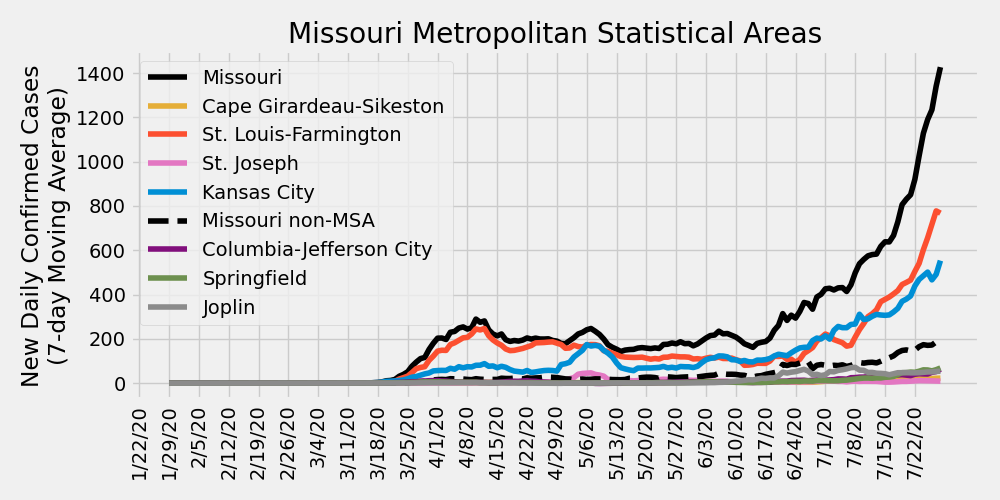 Missouri Metropolitan Statistical Areas
New Daily Confirmed Cases
(7-day Moving Average)
1400
1200
1000
800
600
400
200
0
Missouri
Cape Girardeau-Sikeston
St. Louis-Farmington
St. Joseph
Kansas City
Missouri non-MSA
Columbia-Jefferson City
Springfield
Joplin
1/22/20
1/29/20
2/5/20
2/12/20
2/19/20
2/26/20
3/4/20
3/11/20
3/18/20
3/25/20
4/1/20
4/8/20
4/15/20
4/22/20
4/29/20
5/6/20
5/13/20
5/20/20
5/27/20
6/3/20
6/10/20
6/17/20
6/24/20
7/1/20
7/8/20
7/15/20
7/22/20